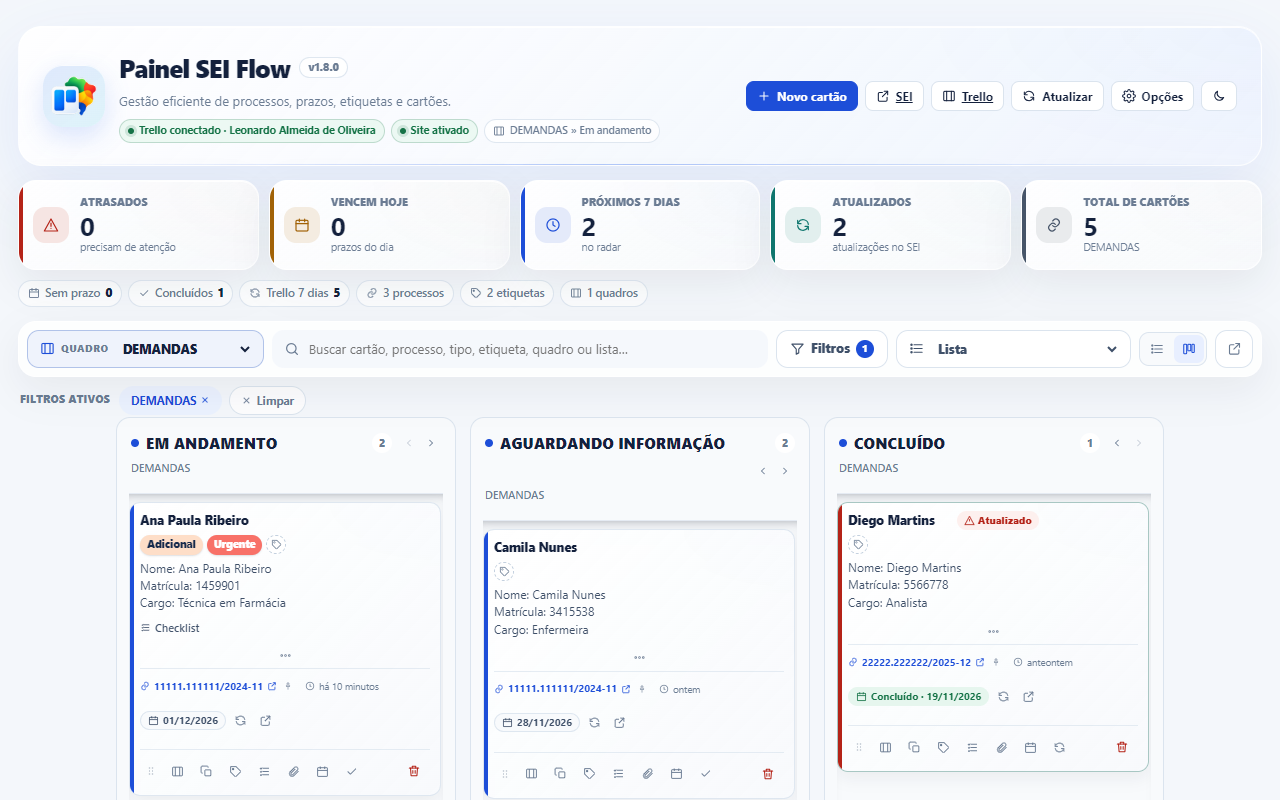 Painel SEI Flow v1.8.0
Gestão eficiente de processos, prazos, etiquetas e cartões.
Trello conectado · Leonardo Almeida de Oliveira Site ativado DEMANDAS » Em andamento
Novo cartão SEI Trello Atualizar Opções
ATRASADOS
0
precisam de atenção
VENCEM HOJE
0
prazos do dia
PRÓXIMOS 7 DIAS
2
no radar
ATUALIZADOS
2
atualizações no SEI
TOTAL DE CARTÕES
5
DEMANDAS
Sem prazo 0 Concluídos 1 Trello 7 dias 5 3 processos 2 etiquetas 1 quadros
QUADRO DEMANDAS Buscar cartão, processo, tipo, etiqueta, quadro ou lista... Filtros 1 Lista
FILTROS ATIVOS DEMANDAS × × Limpar
EM ANDAMENTO 2
DEMANDAS
Ana Paula Ribeiro
Adicional Urgente
Nome: Ana Paula Ribeiro
Matrícula: 1459901
Cargo: Técnica em Farmácia
Checklist
11111.111111/2024-11 há 10 minutos
01/12/2026
AGUARDANDO INFORMAÇÃO 2
DEMANDAS
Camila Nunes
Nome: Camila Nunes
Matrícula: 3415538
Cargo: Enfermeira
11111.111111/2024-11 ontem
28/11/2026
CONCLUÍDO 1
DEMANDAS
Diego Martins Atualizado
Nome: Diego Martins
Matrícula: 5566778
Cargo: Analista
22222.222222/2025-12 anteontem
Concluído · 19/11/2026